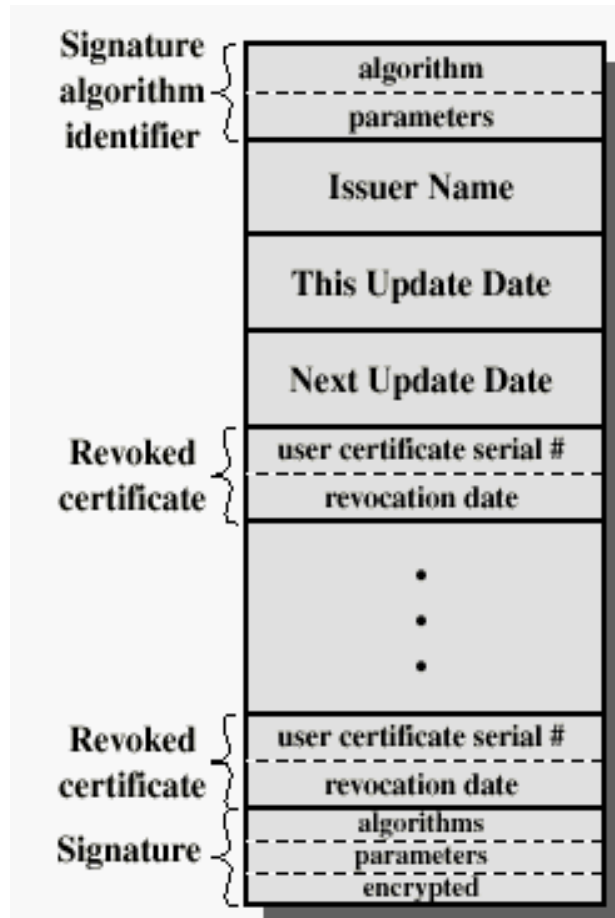 Signature
algorithm
identifier
algorithm
parameters
Issuer Name
This Update Date
Next Update Date
Revoked
certificate
user certificate serial #
revocation date
Revoked
certificate
user certificate serial #
revocation date
Signature
algorithms
parameters
encrypted